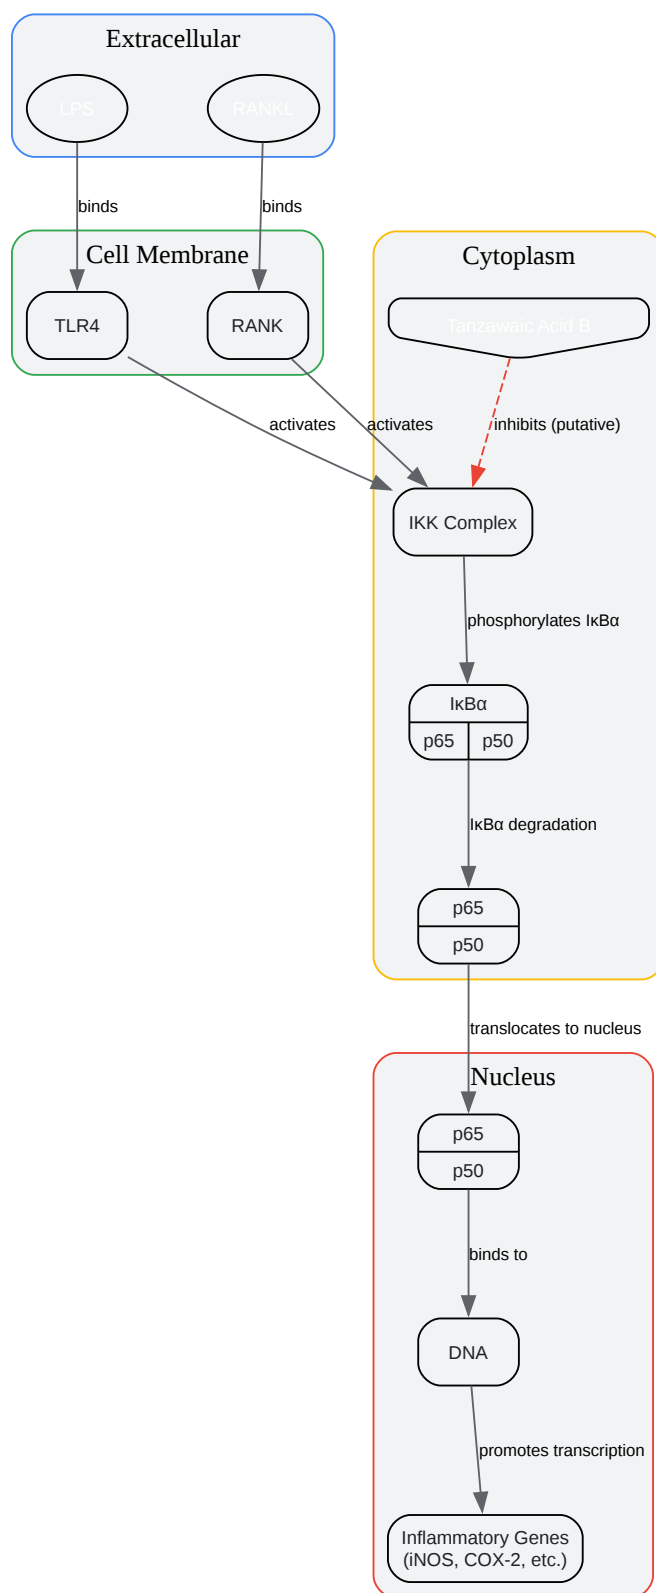 Extracellular
LPS
RANKL
binds
binds
Cell Membrane
TLR4
RANK
Cytoplasm
Tanzawaic Acid B
activates
activates
inhibits (putative)
IKK Complex
phosphorylates IκBα
IκBα
p65
p50
IκBα degradation
p65
p50
translocates to nucleus
Nucleus
p65
p50
binds to
DNA
promotes transcription
Inflammatory Genes
(iNOS, COX-2, etc.)